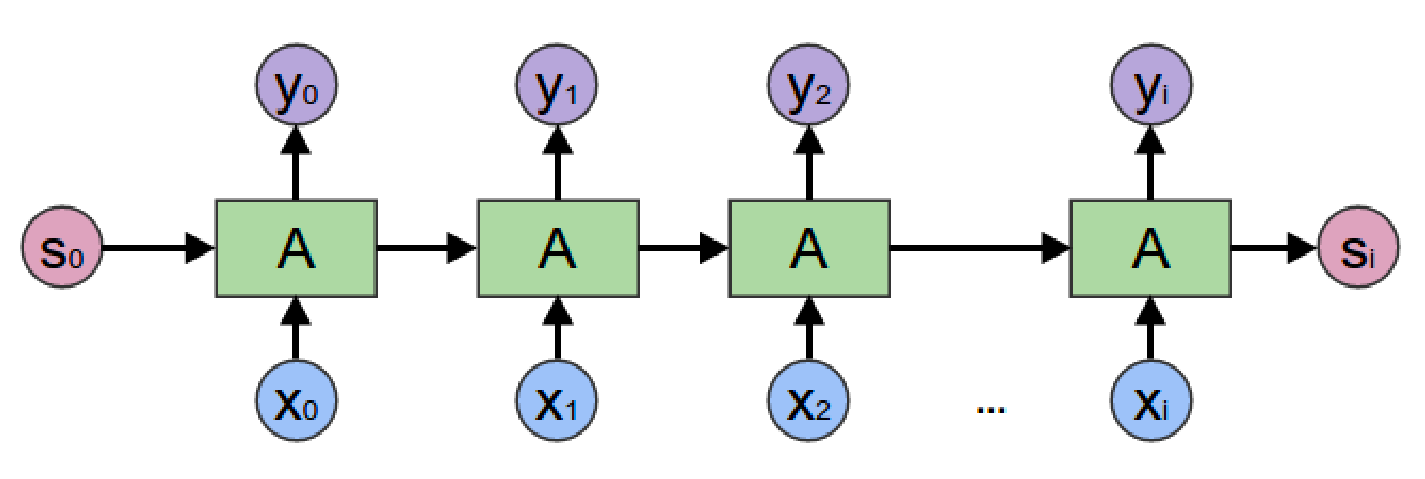 y0 y1 y2 yi
s0 A A A A si
x0 x1 x2 ... xi